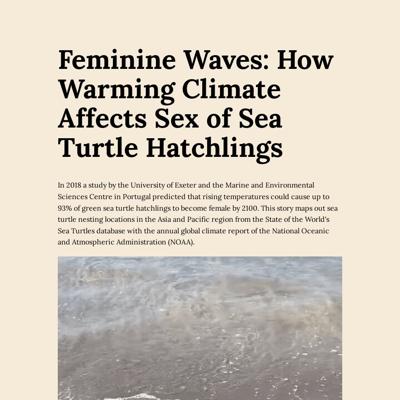 Feminine Waves: How
Warming Climate
Affects Sex of Sea
Turtle Hatchlings
In 2018 a study by the University of Exeter and the Marine and Environmental
Sciences Centre in Portugal predicted that rising temperatures could cause up to
93% of green sea turtle hatchlings to become female by 2100. This story maps out sea
turtle nesting locations in the Asia and Pacific region from the State of the World's
Sea Turtles database with the annual global climate report of the National Oceanic
and Atmospheric Administration (NOAA).